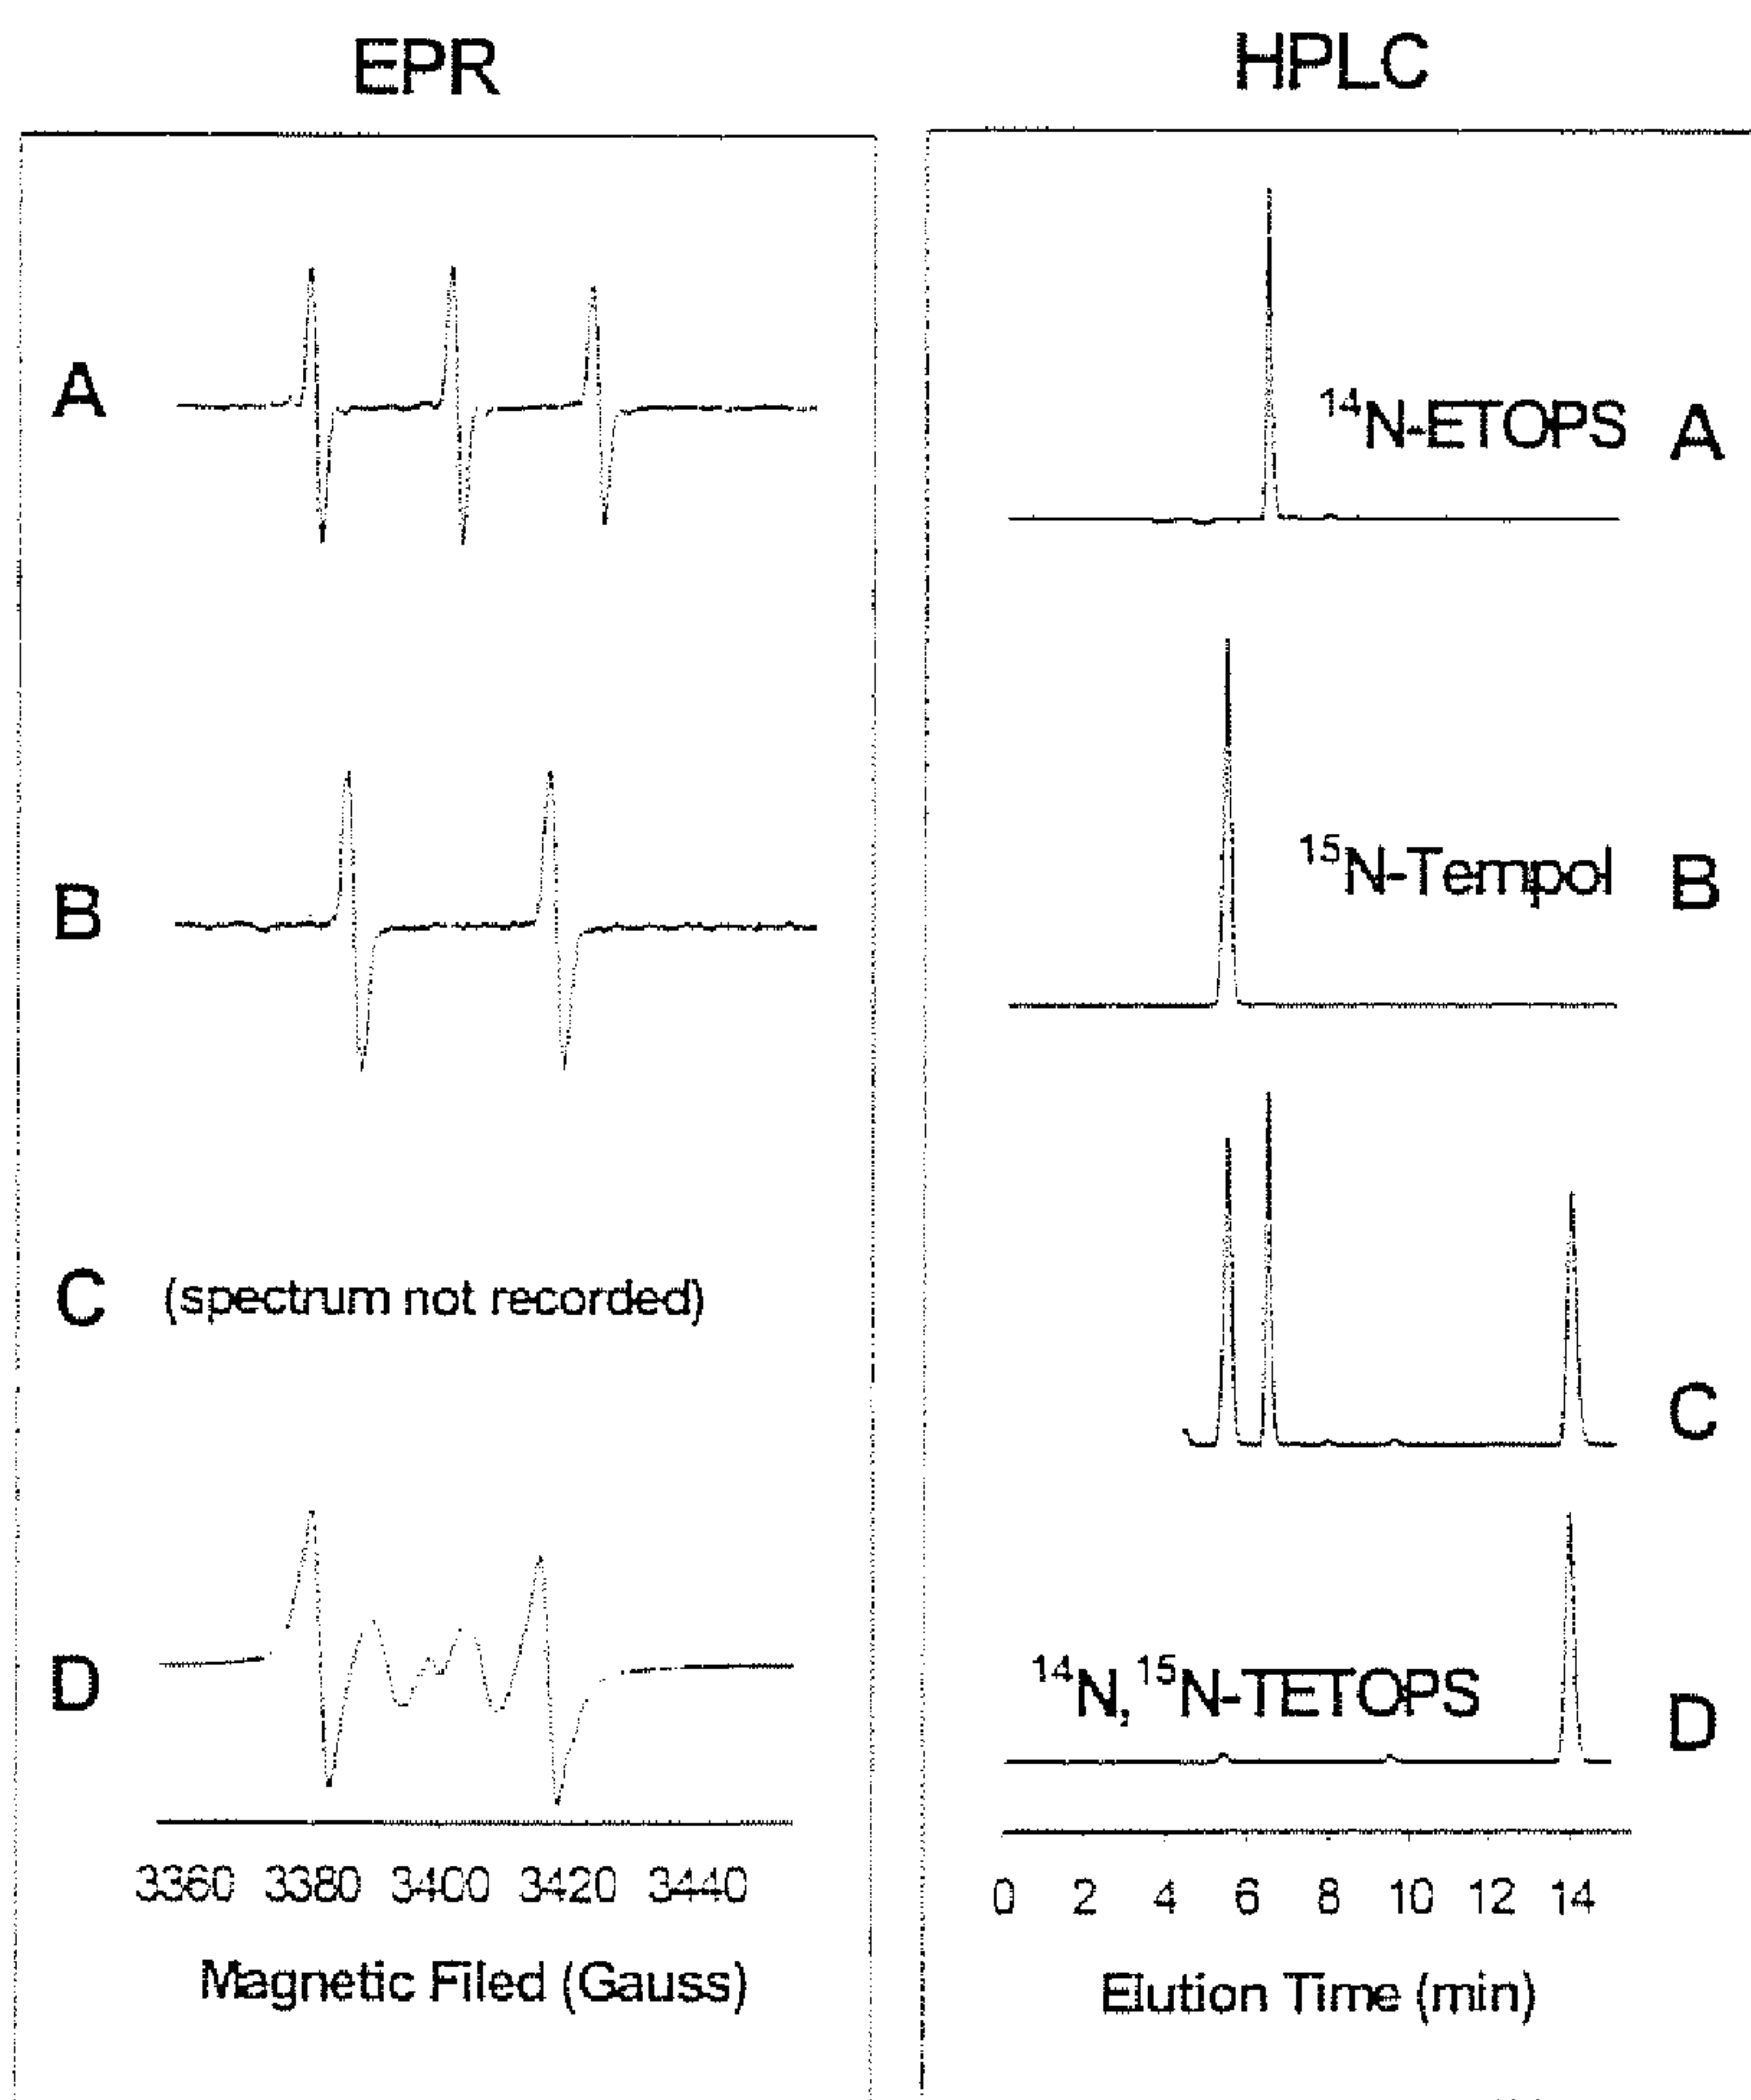 EPR
A
B
C (spectrum not recorded)
D
3360 3380 3400 3420 3440
Magnetic Filed (Gauss)
HPLC
¹⁴N-ETOPS A
¹⁵N-Tempol B
C
¹⁴N, ¹⁵N-TETOPS D
0 2 4 6 8 10 12 14
Elution Time (min)